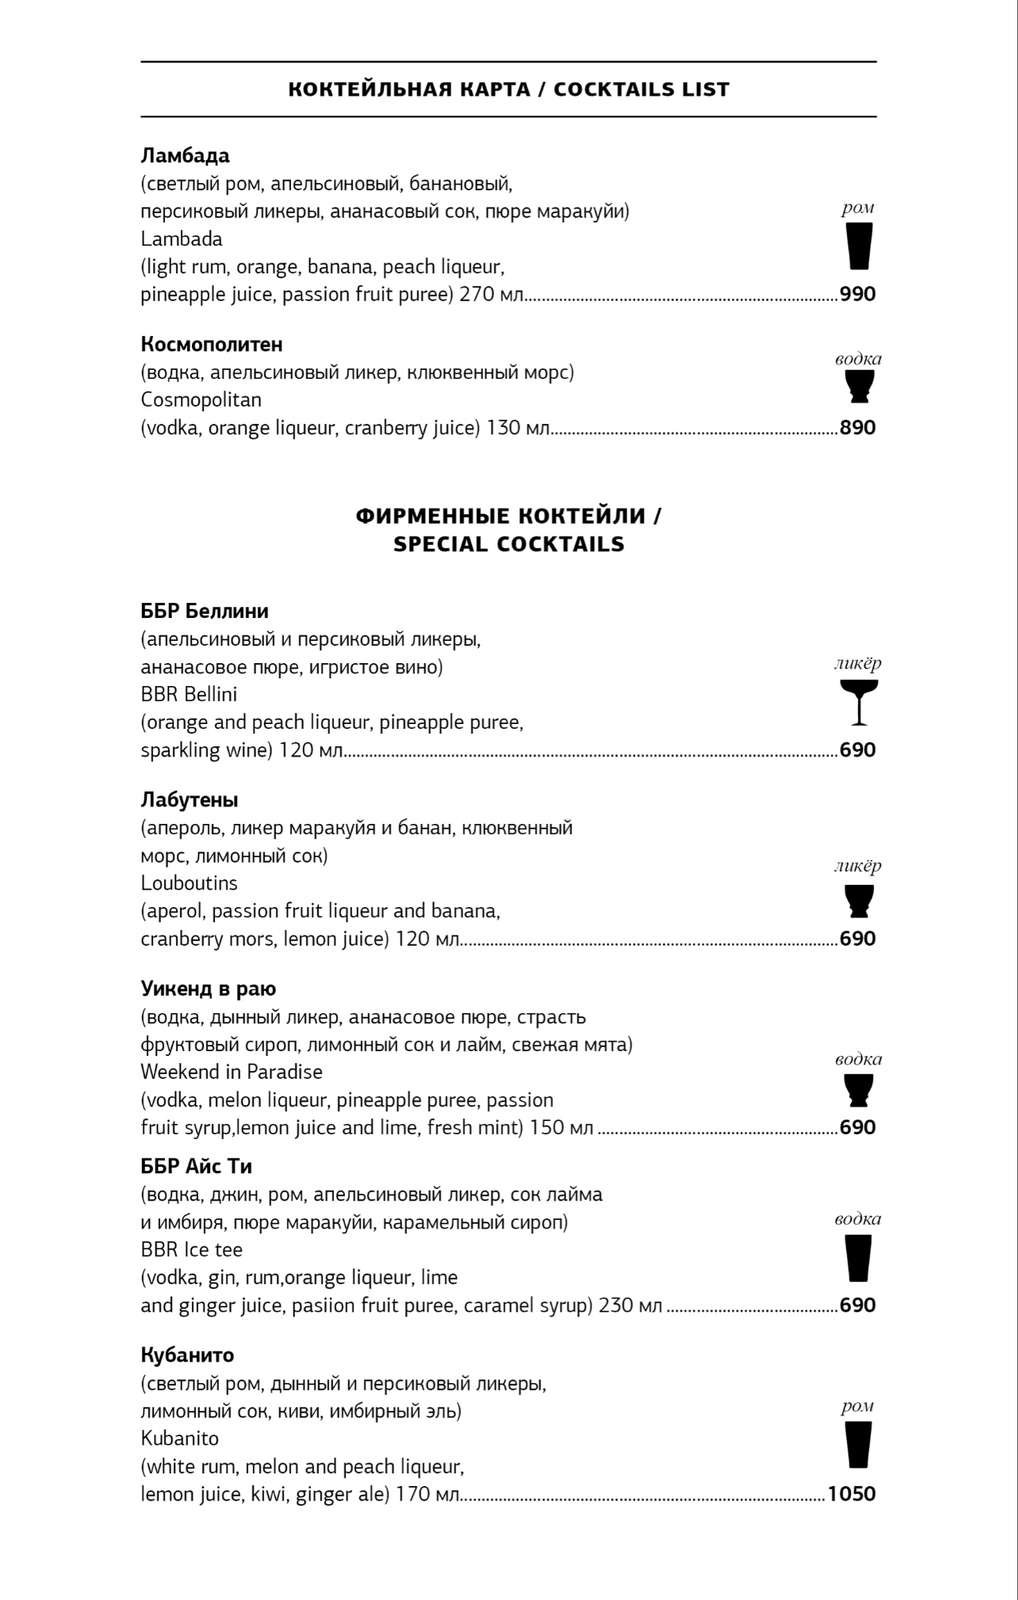 КОКТЕЙЛЬНАЯ КАРТА / COCKTAILS LIST
Ламбада
(светлый ром, апельсиновый, банановый,
персиковый ликеры, ананасовый сок, пюре маракуйи)
ром
Lambada
(light rum, orange, banana, peach liqueur,
pineapple juice, passion fruit puree) 270 мл...990
Космополитен
водка
(водка, апельсиновый ликер, клюквенный морс)
Cosmopolitan
(vodka, orange liqueur, cranberry juice) 130 мл...890
ФИРМЕННЫЕ КОКТЕЙЛИ /
SPECIAL COCKTAILS
ББР Беллини
(апельсиновый и персиковый ликеры,
ананасовое пюре, игристое вино)
ликёр
BBR Bellini
(orange and peach liqueur, pineapple puree,
sparkling wine) 120 мл...690
Лабутены
(апероль, ликер маракуйя и банан, клюквенный
морс, лимонный сок)
ликёр
Louboutins
(aperol, passion fruit liqueur and banana,
cranberry mors, lemon juice) 120 мл...690
Уикенд в раю
(водка, дынный ликер, ананасовое пюре, страсть
фруктовый сироп, лимонный сок и лайм, свежая мята)
водка
Weekend in Paradise
(vodka, melon liqueur, pineapple puree, passion
fruit syrup,lemon juice and lime, fresh mint) 150 мл ...690
ББР Айс Ти
(водка, джин, ром, апельсиновый ликер, сок лайма
и имбиря, пюре маракуйи, карамельный сироп)
водка
BBR Ice tee
(vodka, gin, rum,orange liqueur, lime
and ginger juice, pasiion fruit puree, caramel syrup) 230 мл ...690
Кубанито
(светлый ром, дынный и персиковый ликеры,
лимонный сок, киви, имбирный эль)
ром
Kubanito
(white rum, melon and peach liqueur,
lemon juice, kiwi, ginger ale) 170 мл...1050